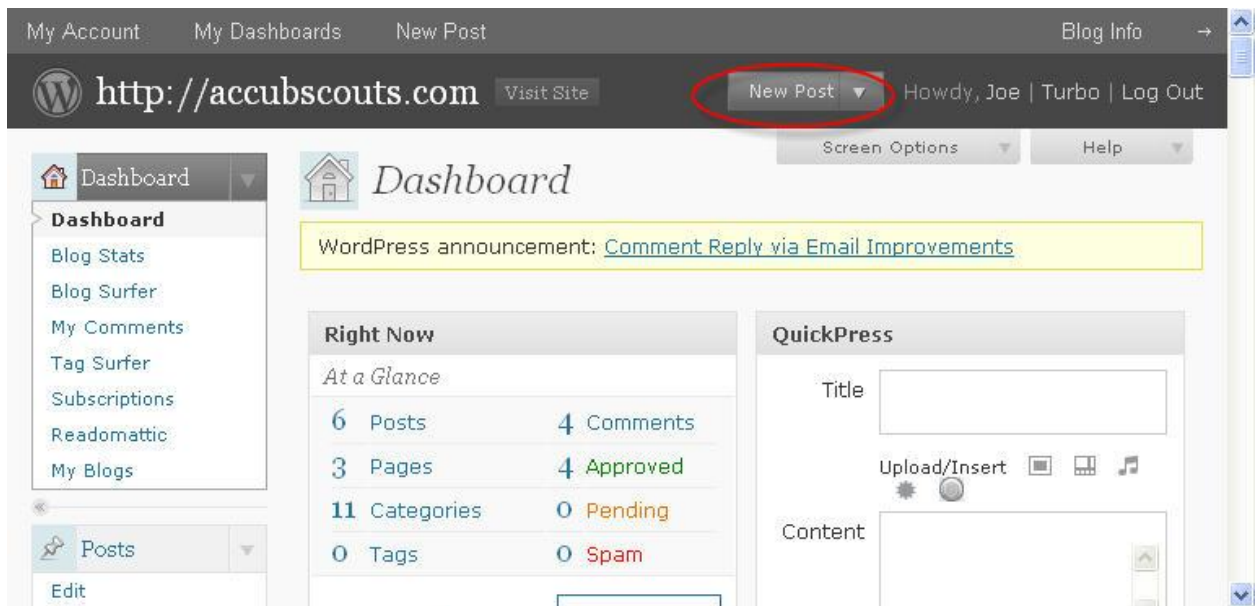 My Account My Dashboards New Post Blog Info →
http://accubscouts.com Visit Site New Post Howdy, Joe | Turbo | Log Out
Screen Options Help
Dashboard
Dashboard
Blog Stats
Blog Surfer
My Comments
Tag Surfer
Subscriptions
Readomattic
My Blogs
Posts
Edit
Dashboard
WordPress announcement: Comment Reply via Email Improvements
Right Now
At a Glance
6 Posts 4 Comments
3 Pages 4 Approved
11 Categories 0 Pending
0 Tags 0 Spam
QuickPress
Title
Upload/Insert
Content